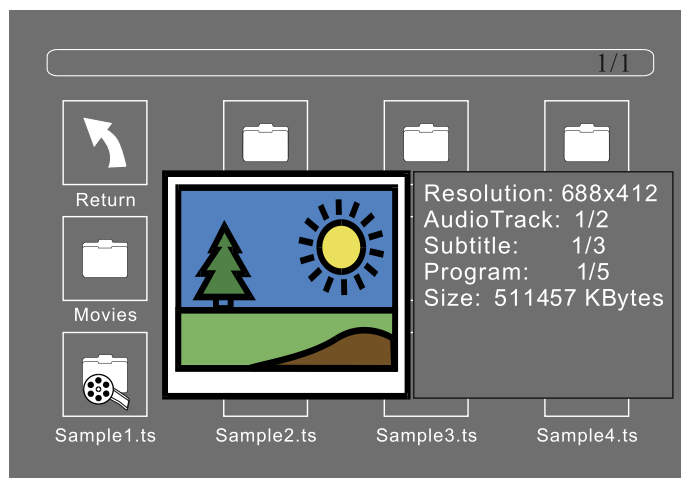 1/1
Return
Resolution: 688x412
AudioTrack: 1/2
Subtitle: 1/3
Program: 1/5
Size: 511457 KBytes
Movies
Sample1.ts Sample2.ts Sample3.ts Sample4.ts